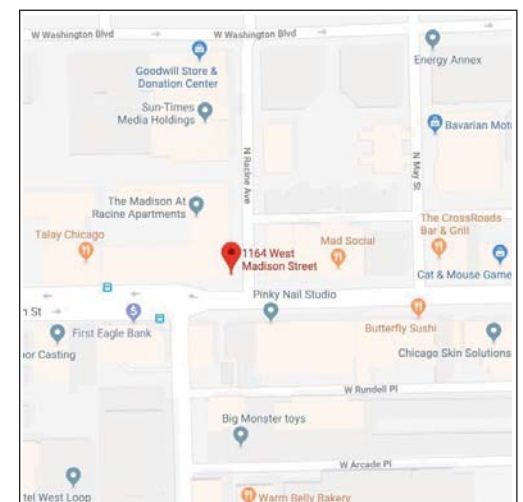 W Washington Blvd
W Washington Blvd
Energy Annex
Goodwill Store &
Donation Center
Sun-Times
Media Holdings
Bavarian Mot
N Racine Ave
N May St
The Madison At
Racine Apartments
The CrossRoads
Bar & Grill
Talay Chicago
Mad Social
1164 West
Madison Street
Cat & Mouse Game
Pinky Nail Studio
n St
First Eagle Bank
Butterfly Sushi
or Casting
Chicago Skin Solutions
W Rundell Pl
Big Monster toys
W Arcade Pl
tel West Loop
Warm Belly Bakery